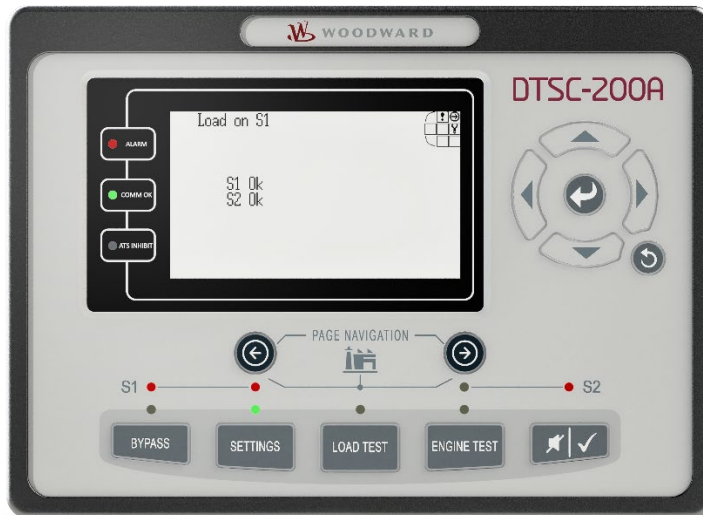 WOODWARD
DTSC-200A
Load on S1
ALARM
S1 Ok
COMM OK
S2 Ok
ATS INHIBIT
PAGE NAVIGATION
S1
S2
BYPASS
SETTINGS
LOAD TEST
ENGINE TEST